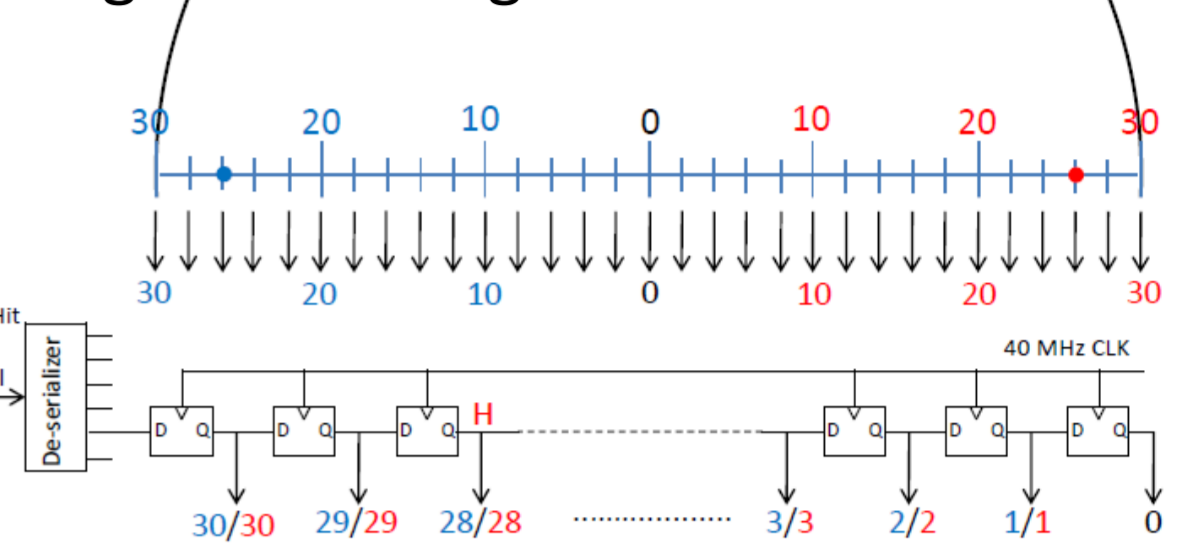 30 20 10 0 10 20 30
30 20 10 0 10 20 30
Hit
40 MHz CLK
De-serializer
H
D Q D Q D Q D Q D Q D Q
30/30 29/29 28/28 .................. 3/3 2/2 1/1 0